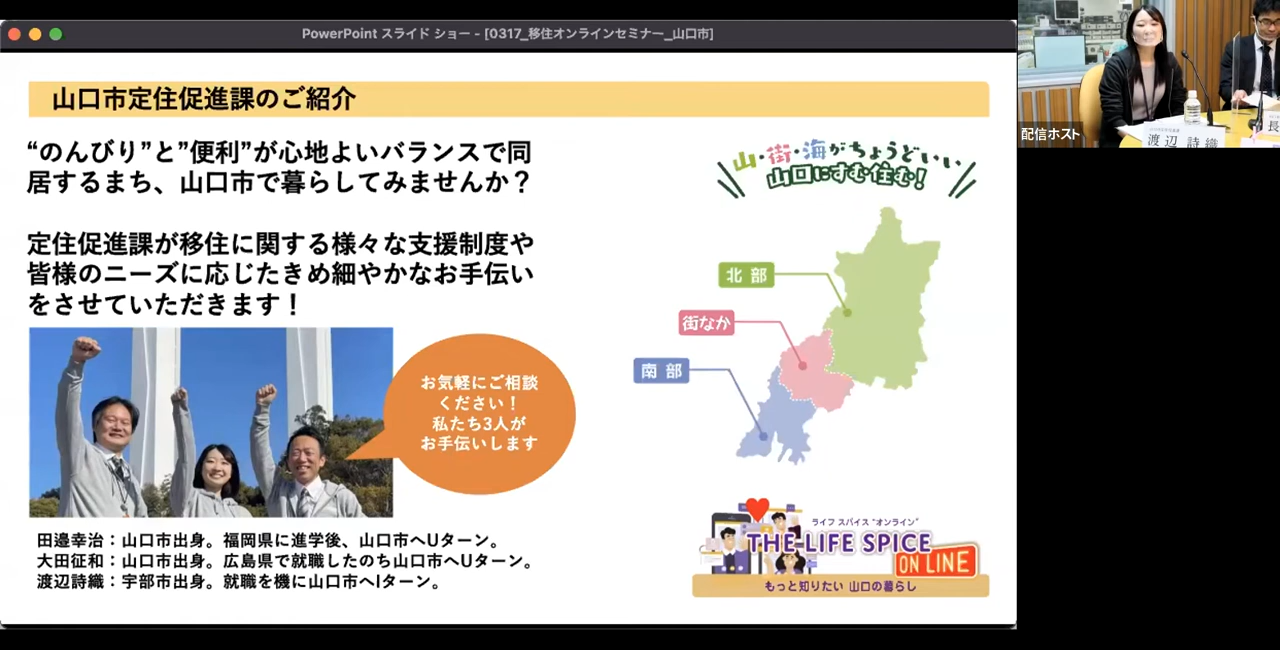 PowerPoint スライド ショー - [0317_移住オンラインセミナー_山口市]
山口市定住促進課のご紹介
“のんびり”と”便利”が心地よいバランスで同
居するまち、山口市で暮らしてみませんか？
定住促進課が移住に関する様々な支援制度や
皆様のニーズに応じたきめ細やかなお手伝い
をさせていただきます！
お気軽にご相談
ください！
私たち3人が
お手伝いします
田邉幸治：山口市出身。福岡県に進学後、山口市へUターン。
大田征和：山口市出身。広島県で就職したのち山口市へUターン。
渡辺詩織：宇部市出身。就職を機に山口市へIターン。
山・街・海がちょうどいい
山口にすむ住む！
北部
街なか
南部
ライフ スパイス “オンライン”
THE LIFE SPICE
ON LINE
もっと知りたい 山口の暮らし
配信ホスト
渡辺 詩織
長